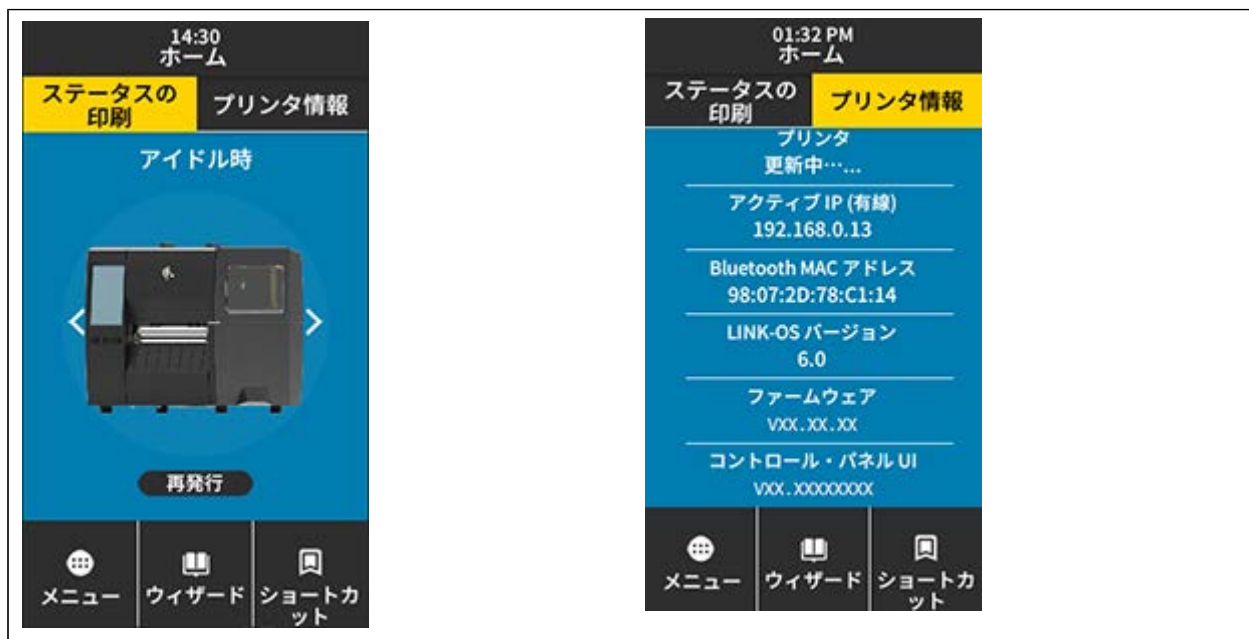 14:30
ホーム
ステータスの
印刷
プリンタ情報
アイドル時
再発行
メニュー
ウィザード
ショートカ
ット
01:32 PM
ホーム
ステータスの
印刷
プリンタ情報
プリンタ
更新中…...
アクティブ IP (有線)
192.168.0.13
Bluetooth MAC アドレス
98:07:2D:78:C1:14
LINK-OS バージョン
6.0
ファームウェア
VXX.XX.XX
コントロール・パネル UI
VXX.XXXXXXXX
メニュー
ウィザード
ショートカ
ット